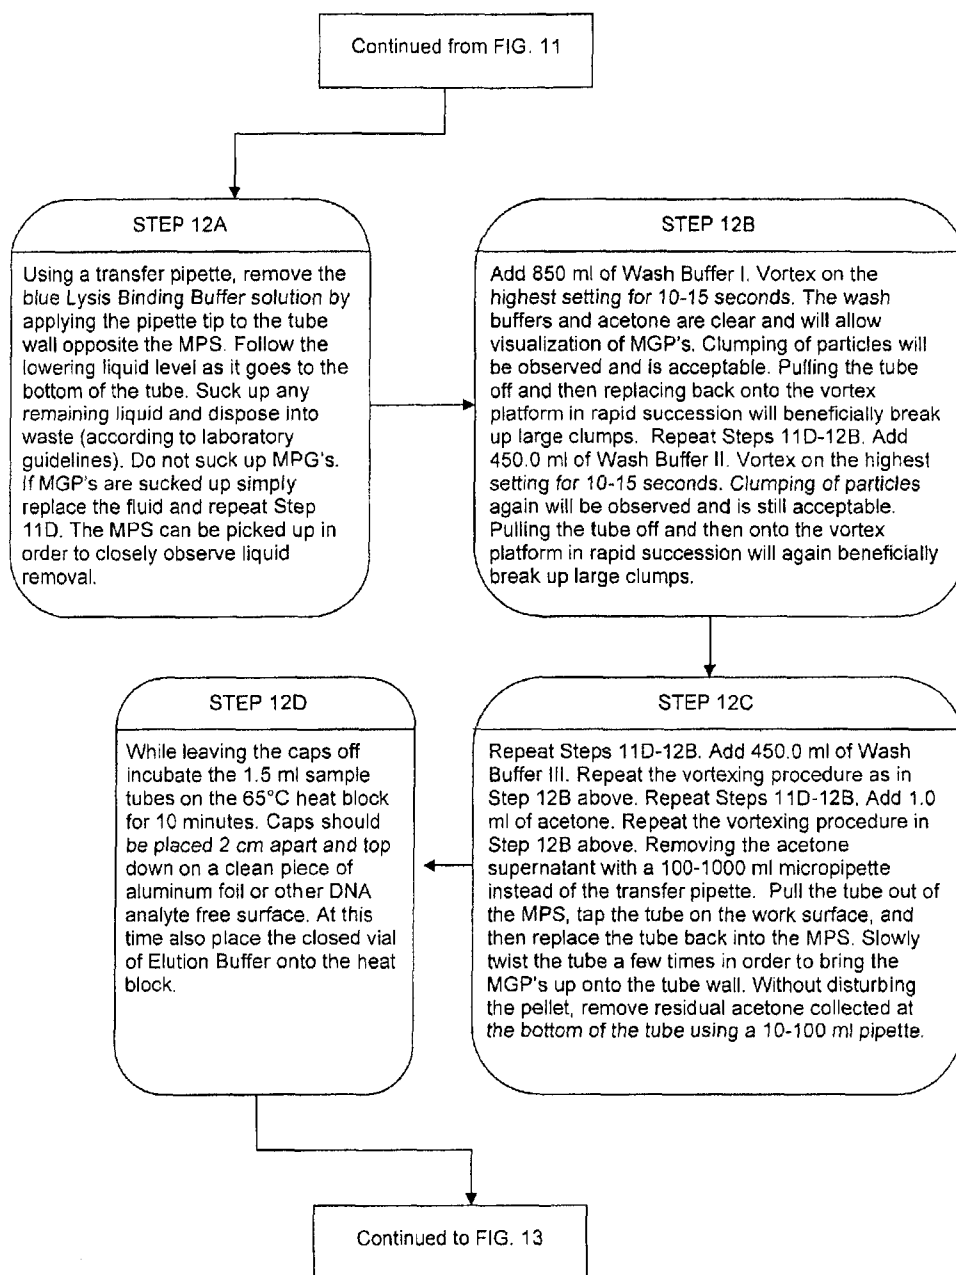 Continued from FIG. 11
STEP 12A
Using a transfer pipette, remove the
blue Lysis Binding Buffer solution by
applying the pipette tip to the tube
wall opposite the MPS. Follow the
lowering liquid level as it goes to the
bottom of the tube. Suck up any
remaining liquid and dispose into
waste (according to laboratory
guidelines). Do not suck up MPG's.
If MGP's are sucked up simply
replace the fluid and repeat Step
11D. The MPS can be picked up in
order to closely observe liquid
removal.
STEP 12B
Add 850 ml of Wash Buffer I. Vortex on the
highest setting for 10-15 seconds. The wash
buffers and acetone are clear and will allow
visualization of MGP's. Clumping of particles will
be observed and is acceptable. Pulling the tube
off and then replacing back onto the vortex
platform in rapid succession will beneficially break
up large clumps. Repeat Steps 11D-12B. Add
450.0 ml of Wash Buffer II. Vortex on the highest
setting for 10-15 seconds. Clumping of particles
again will be observed and is still acceptable.
Pulling the tube off and then onto the vortex
platform in rapid succession will again beneficially
break up large clumps.
STEP 12C
Repeat Steps 11D-12B. Add 450.0 ml of Wash
Buffer III. Repeat the vortexing procedure as in
Step 12B above. Repeat Steps 11D-12B. Add 1.0
ml of acetone. Repeat the vortexing procedure in
Step 12B above. Removing the acetone
supernatant with a 100-1000 ml micropipette
instead of the transfer pipette. Pull the tube out of
the MPS, tap the tube on the work surface, and
then replace the tube back into the MPS. Slowly
twist the tube a few times in order to bring the
MGP's up onto the tube wall. Without disturbing
the pellet, remove residual acetone collected at
the bottom of the tube using a 10-100 ml pipette.
STEP 12D
While leaving the caps off
incubate the 1.5 ml sample
tubes on the 65°C heat block
for 10 minutes. Caps should
be placed 2 cm apart and top
down on a clean piece of
aluminum foil or other DNA
analyte free surface. At this
time also place the closed vial
of Elution Buffer onto the heat
block.
Continued to FIG. 13